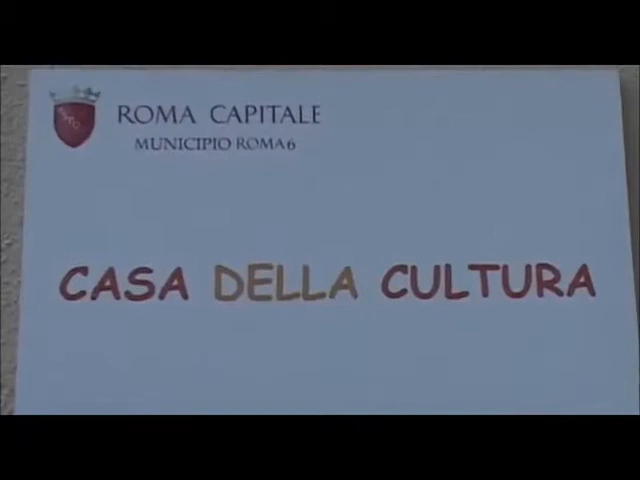 ROMA CAPITALE
MUNICIPIO ROMA 6
CASA DELLA CULTURA